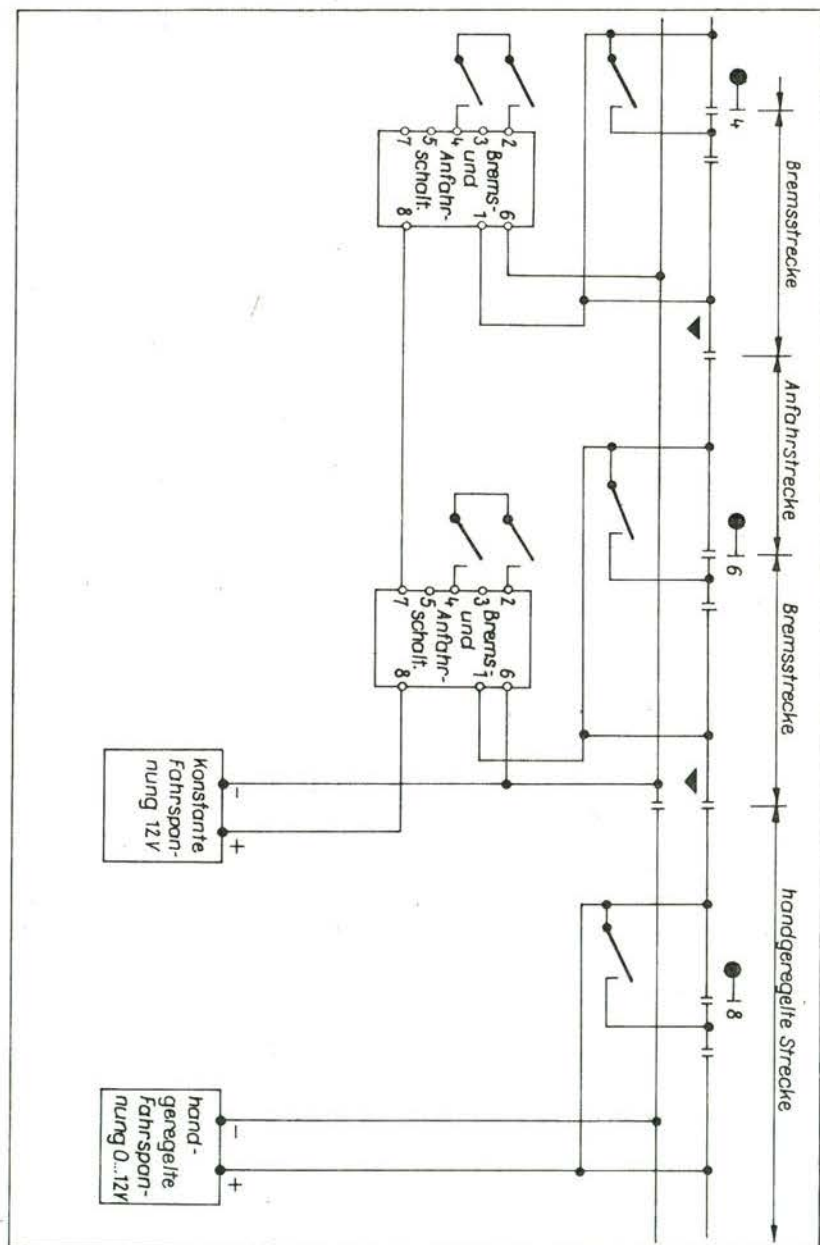 Bremsstrecke
Anfahrstrecke
Bremsstrecke
handgeregelte Strecke
4
6
8
2 6
3 Brems- 1
4 und
5 Anfahr-
7 schalt. 8
2 6
3 Brems- 1
4 und
5 Anfahr-
7 schalt. 8
- +
Konstante
Fahrspan-
nung 12V
- +
hand-
geregelte
Fahrspan-
nung 0...12V